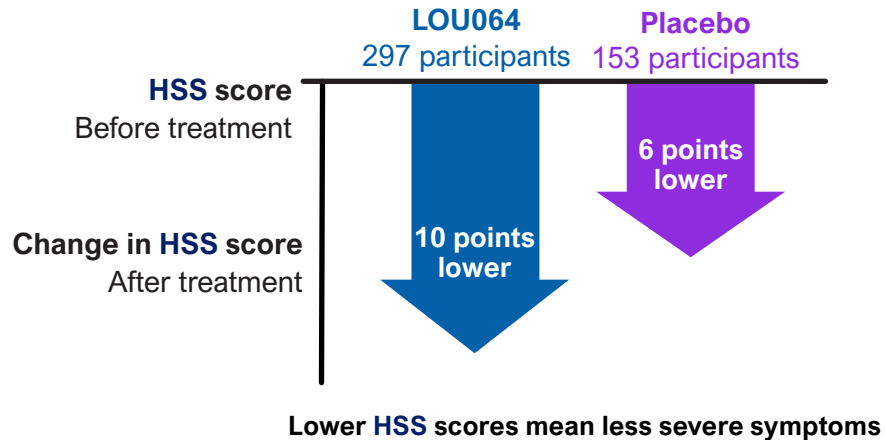 LOU064
297 participants
Placebo
153 participants
HSS score
Before treatment
6 points
lower
Change in HSS score
After treatment
10 points
lower
Lower HSS scores mean less severe symptoms